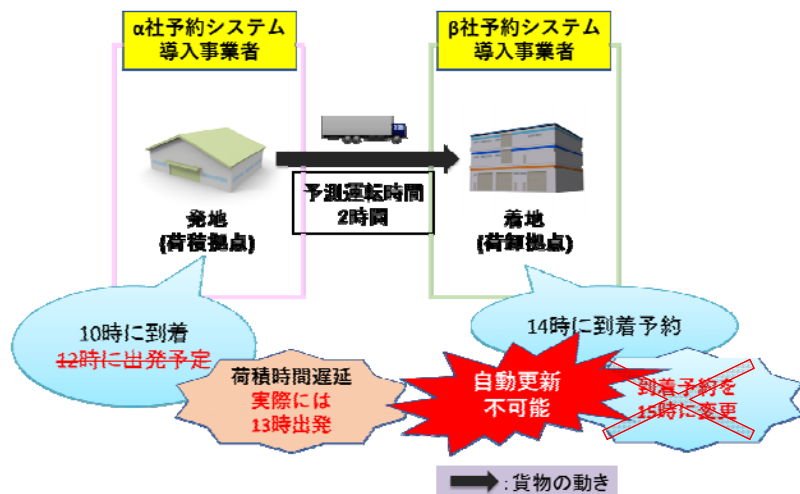 α社予約システム
導入事業者
β社予約システム
導入事業者
予測運転時間
2時間
発地
(荷積拠点)
着地
(荷卸拠点)
10時に到着
12時に出発予定
14時に到着予約
荷積時間遅延
実際には
13時出発
自動更新
不可能
到着予約を
15時に変更
:貨物の動き